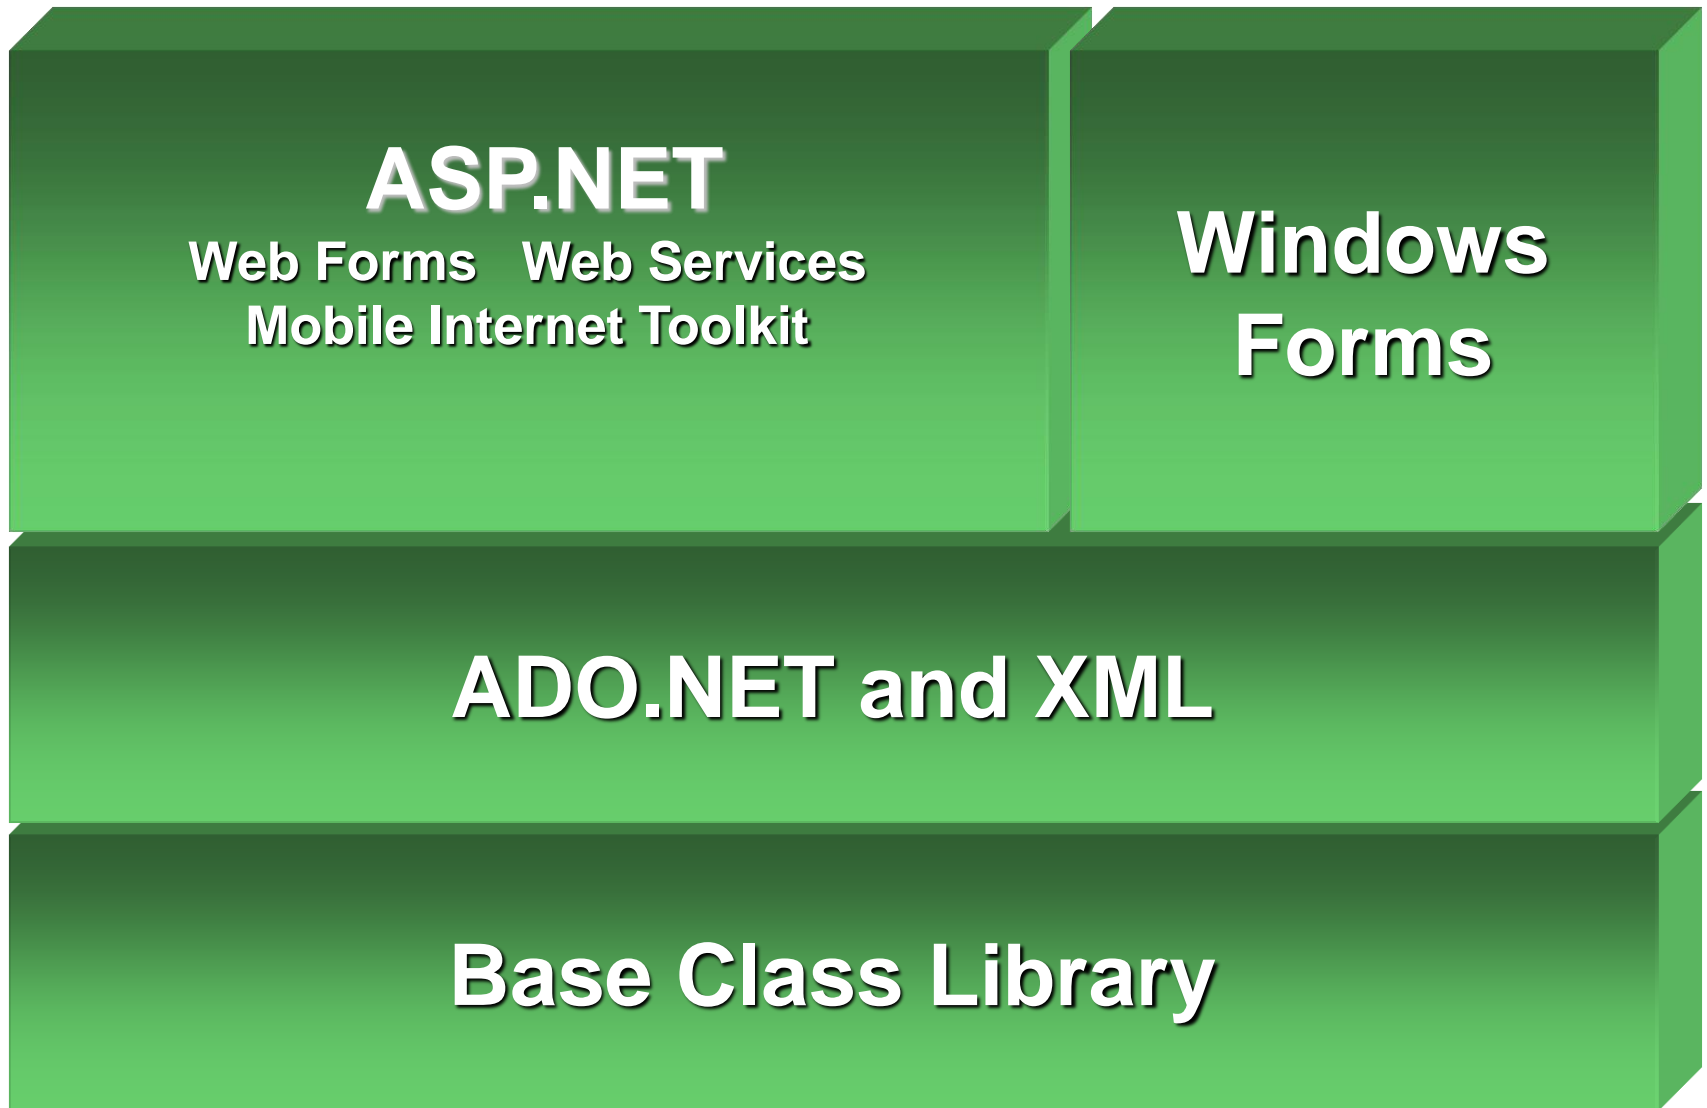 ASP.NET
Web Forms Web Services
Mobile Internet Toolkit
Windows
Forms
ADO.NET and XML
Base Class Library